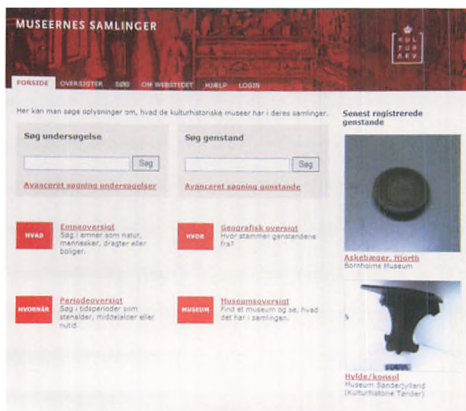 MUSEERNES SAMLINGER
KUL
TUR
ARV
FORSIDE OVERSIGTER SØG OM WEBSTEDET HJÆLP LOGIN
Her kan man søge oplysninger om, hvad de kulturhistoriske museer har i deres samlinger.
Søg undersøgelse
Søg
Avanceret søgning undersøgelser
Søg genstand
Søg
Avanceret søgning genstande
HVAD
Emneoversigt
Søg i emner som natur,
mennesker, dragter eller
boliger.
HVOR
Geografisk oversigt
Hvor stammer genstandene
fra?
HVORNÅR
Periodeoversigt
Søg i tidsperioder som
stenalder, middelalder eller
nutid.
MUSEUM
Museumsoversigt
Find et museum og se, hvad
det har i samlingen.
Senest registrerede
genstande
Askebæger, Hjorth
Bornholms Museum
Hylde/konsol
Museum Sønderjylland
(Kulturhistorie Tønder)